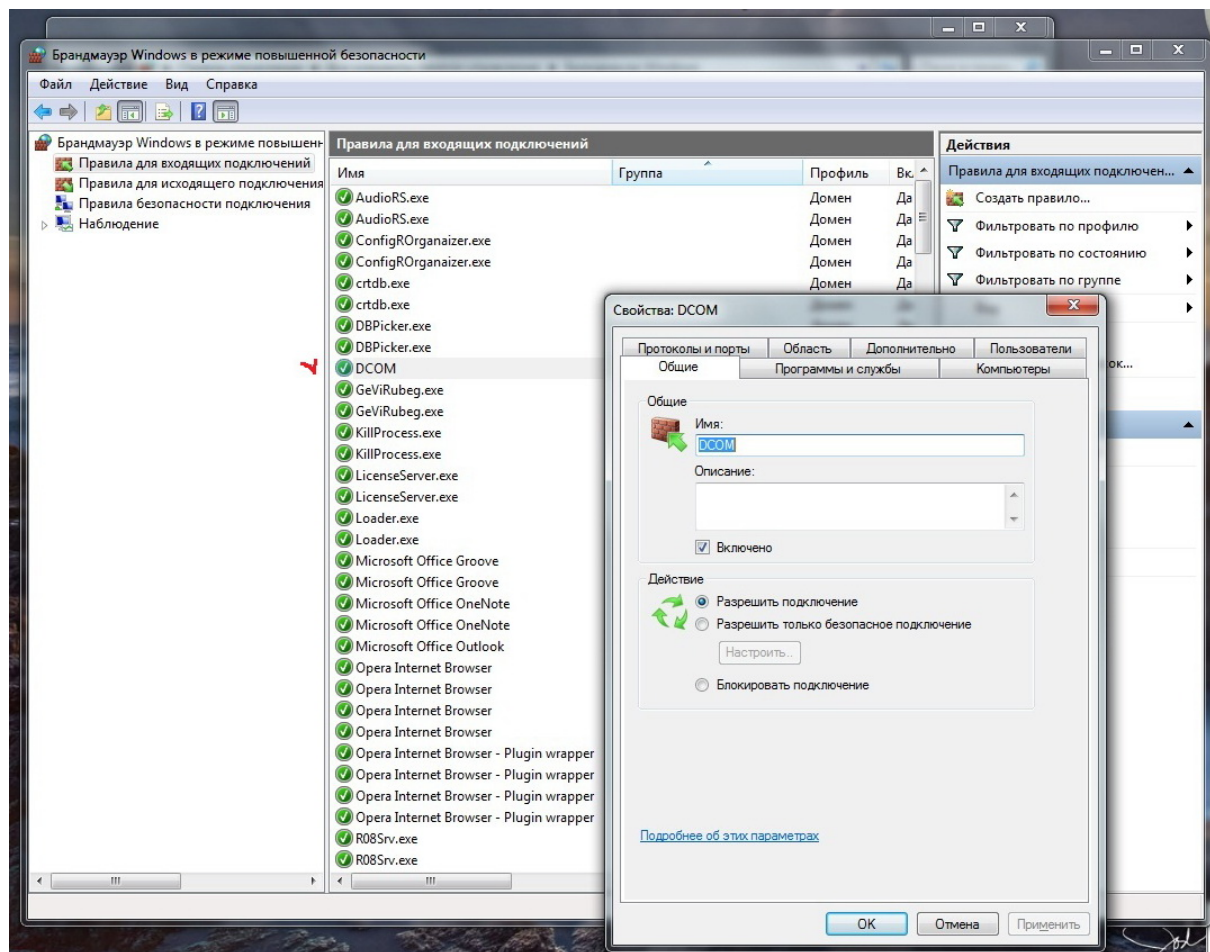 Брандмауэр Windows в режиме повышенной безопасности
Файл Действие Вид Справка
Брандмауэр Windows в режиме повышенн
Правила для входящих подключений
Правила для исходящего подключения
Правила безопасности подключения
Наблюдение
Правила для входящих подключений
Имя Группа Профиль Вк.
AudioRS.exe Домен Да
AudioRS.exe Домен Да
ConfigROrganaizer.exe Домен Да
ConfigROrganaizer.exe Домен Да
crtdb.exe Домен Да
crtdb.exe
DBPicker.exe
DBPicker.exe
DCOM
GeViRubeg.exe
GeViRubeg.exe
KillProcess.exe
KillProcess.exe
LicenseServer.exe
LicenseServer.exe
Loader.exe
Loader.exe
Microsoft Office Groove
Microsoft Office Groove
Microsoft Office OneNote
Microsoft Office OneNote
Microsoft Office Outlook
Opera Internet Browser
Opera Internet Browser
Opera Internet Browser
Opera Internet Browser
Opera Internet Browser - Plugin wrapper
Opera Internet Browser - Plugin wrapper
Opera Internet Browser - Plugin wrapper
Opera Internet Browser - Plugin wrapper
R08Srv.exe
R08Srv.exe
Действия
Правила для входящих подключен...
Создать правило...
Фильтровать по профилю
Фильтровать по состоянию
Фильтровать по группе
ок...
Свойства: DCOM
Протоколы и порты Область Дополнительно Пользователи
Общие Программы и службы Компьютеры
Общие
Имя:
DCOM
Описание:
Включено
Действие
Разрешить подключение
Разрешить только безопасное подключение
Настроить..
Блокировать подключение
Подробнее об этих параметрах
OK Отмена Применить